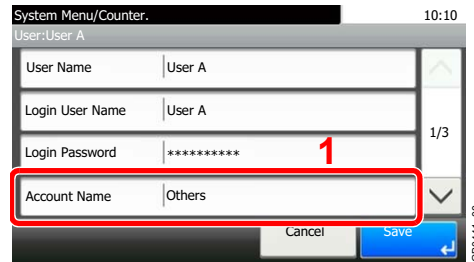 System Menu/Counter. 10:10
User:User A
User Name User A
Login User Name User A
1/3
Login Password ********** 1
Account Name Others
Cancel Save